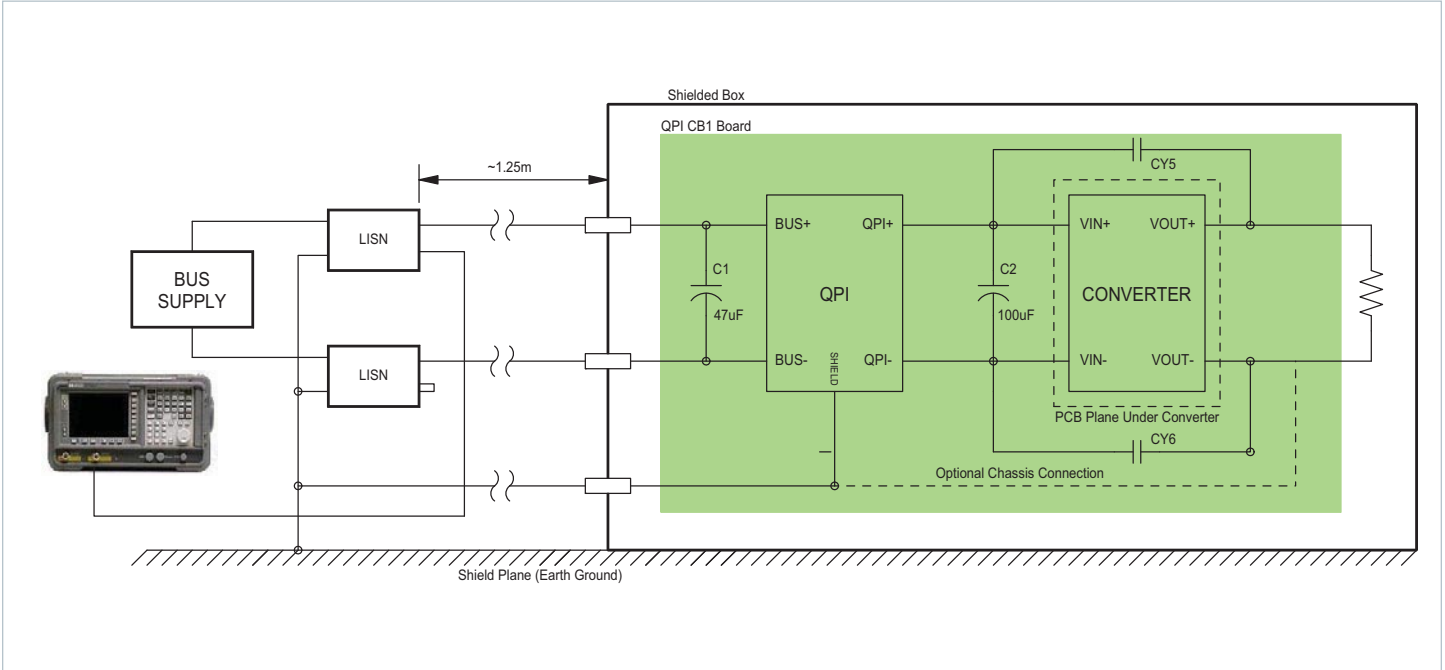 Shielded Box
QPI CB1 Board
~1.25m
CY5
LISN
BUS+
QPI+
VIN+
VOUT+
BUS
SUPPLY
C1
47uF
QPI
C2
100uF
CONVERTER
LISN
BUS-
SHIELD
QPI-
VIN-
VOUT-
PCB Plane Under Converter
CY6
Optional Chassis Connection
Shield Plane (Earth Ground)